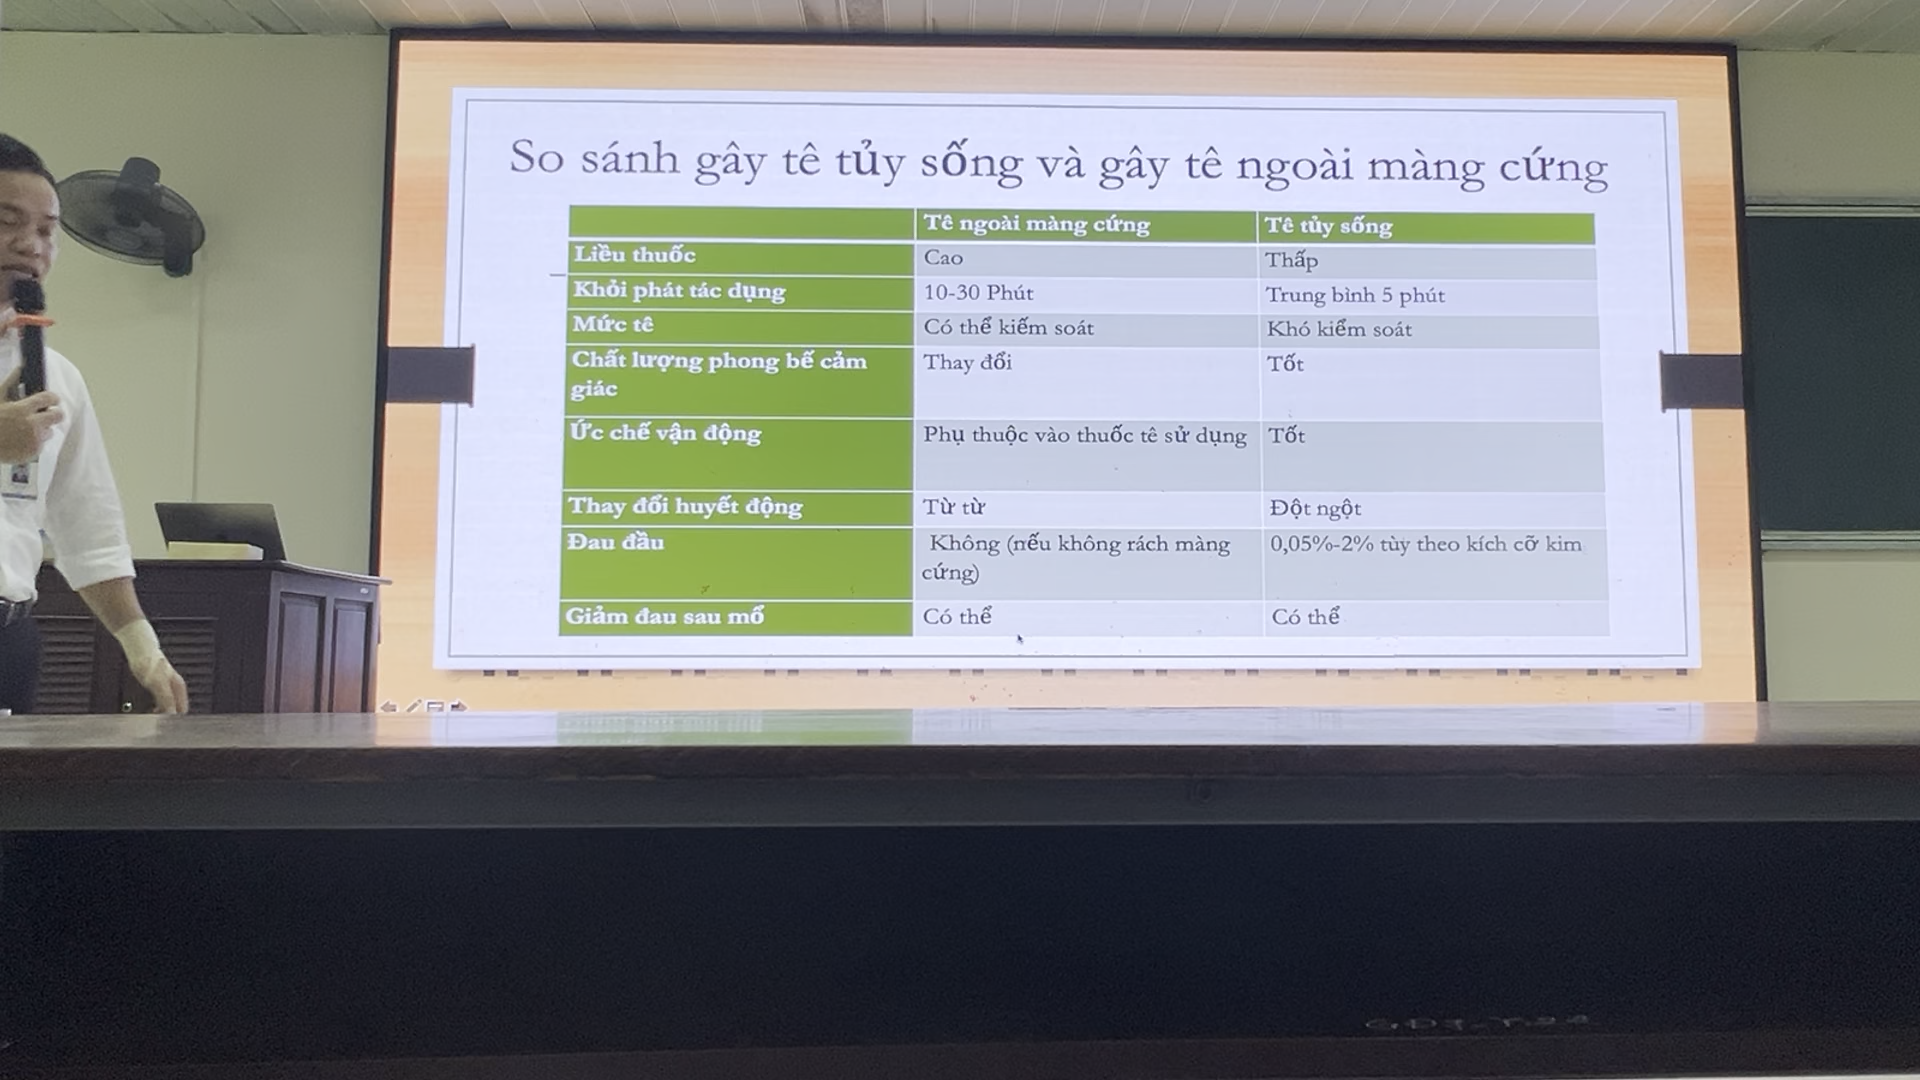 So sánh gây tê tủy sống và gây tê ngoài màng cứng
Tê ngoài màng cứng Tê tủy sống
Liều thuốc Cao Thấp
Khỏi phát tác dụng 10-30 Phút Trung bình 5 phút
Mức tê Có thể kiểm soát Khó kiểm soát
Chất lượng phong bế cảm giác Thay đổi Tốt
Ức chế vận động Phụ thuộc vào thuốc tê sử dụng Tốt
Thay đổi huyết động Từ từ Đột ngột
Đau đầu Không (nếu không rách màng cứng) 0,05%-2% tùy theo kích cỡ kim
Giảm đau sau mổ Có thể Có thể